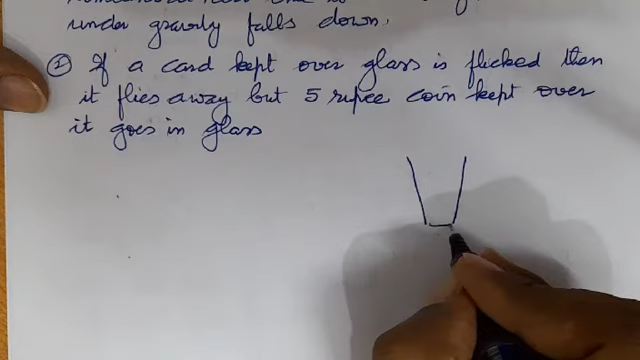 under gravity falls down.
② If a card kept over glass is flicked then
it flies away but 5 rupee coin kept over
it goes in glass